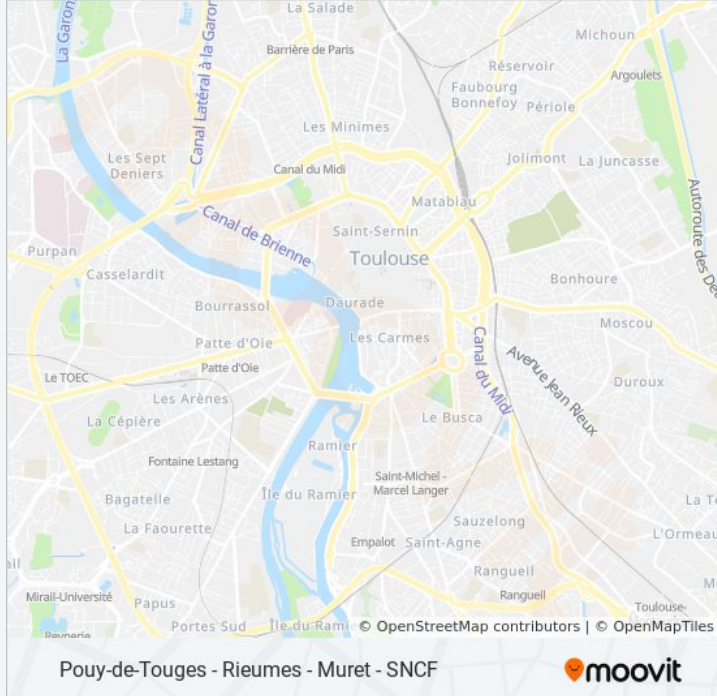 La Salade
Michoun
La Garon
Canal Latéral à la Garon
Barrière de Paris
Réservoir
Argoulets
Faubourg
Bonnefoy
Périole
Les Minimes
Les Sept
Deniers
Canal du Midi
Jolimont
La Juncasse
Matabiau
Autoroute des De
Canal de Brienne
Saint-Sernin
Purpan
Toulouse
Casselardit
Bonhoure
Bourrassol
Daurade
Moscou
Patte d'Oie
Les Carmes
Canal du Midi
Avenue Jean Rieux
Patte d'Oie
Le TOEC
Duroux
Les Arènes
La Cépière
Le Busca
Ramier
Fontaine Lestang
Saint-Michel -
Marcel Langer
Bagatelle
Île du Ramier
La T
La Faourette
Sauzelong
L'Ormeau
Empalot
Saint-Agne
ail
Rangueil
Mirail-Université
Papus
Rangueil
Toulouse-
Portes Sud
Île du Rami
© OpenStreetMap contributors | © OpenMapTiles
Pouy-de-Touges - Rieumes - Muret - SNCF
moovit